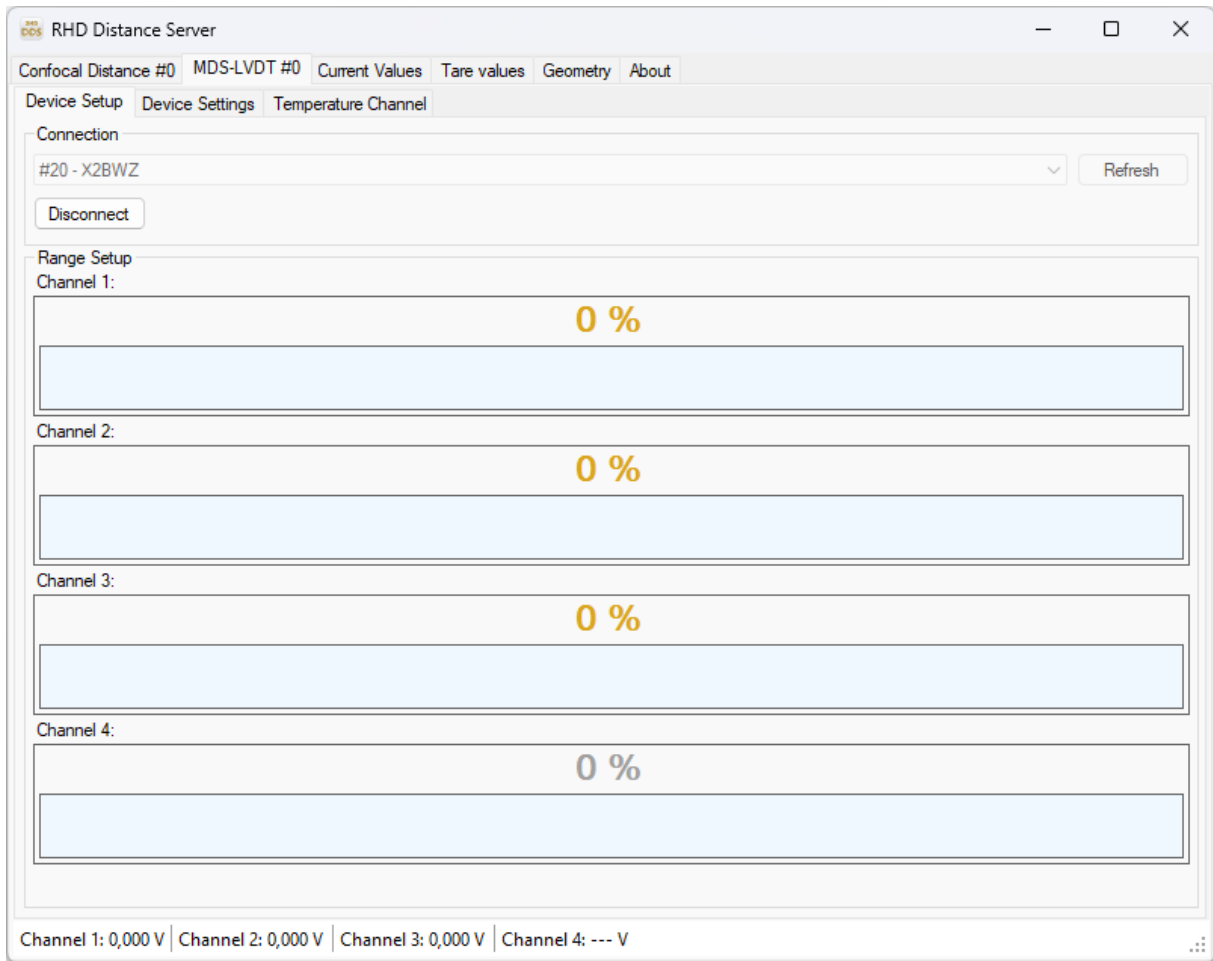 RHD DDS RHD Distance Server
Confocal Distance #0 MDS-LVDT #0 Current Values Tare values Geometry About
Device Setup Device Settings Temperature Channel
Connection
#20 - X2BWZ Refresh
Disconnect
Range Setup
Channel 1:
0 %
Channel 2:
0 %
Channel 3:
0 %
Channel 4:
0 %
Channel 1: 0,000 V Channel 2: 0,000 V Channel 3: 0,000 V Channel 4: --- V